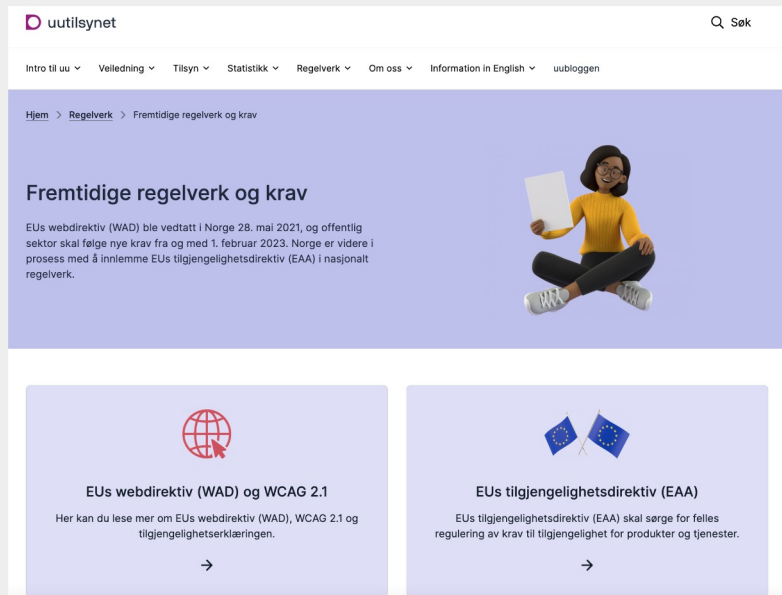 uutilsynet
Søk
Intro til uu
Veiledning
Tilsyn
Statistikk
Regelverk
Om oss
Information in English
uubloggen
Hjem > Regelverk > Fremtidige regelverk og krav
Fremtidige regelverk og krav
EUs webdirektiv (WAD) ble vedtatt i Norge 28. mai 2021, og offentlig
sektor skal følge nye krav fra og med 1. februar 2023. Norge er videre i
prosess med å innlemme EUs tilgjengelighetsdirektiv (EAA) i nasjonalt
regelverk.
EUs webdirektiv (WAD) og WCAG 2.1
Her kan du lese mer om EUs webdirektiv (WAD), WCAG 2.1 og
tilgjengelighetserklæringen.
EUs tilgjengelighetsdirektiv (EAA)
EUs tilgjengelighetsdirektiv (EAA) skal sørge for felles
regulering av krav til tilgjengelighet for produkter og tjenester.